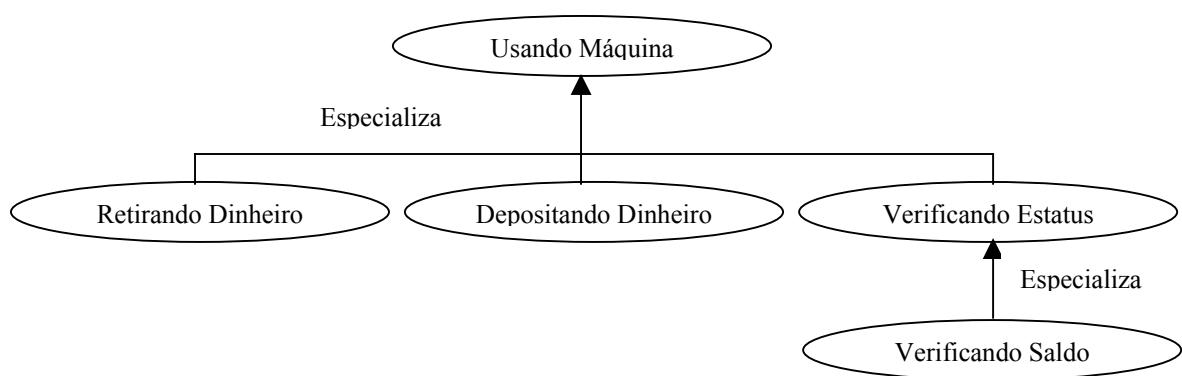 Usando Máquina
Especializa
Retirando Dinheiro
Depositando Dinheiro
Verificando Estatus
Especializa
Verificando Saldo